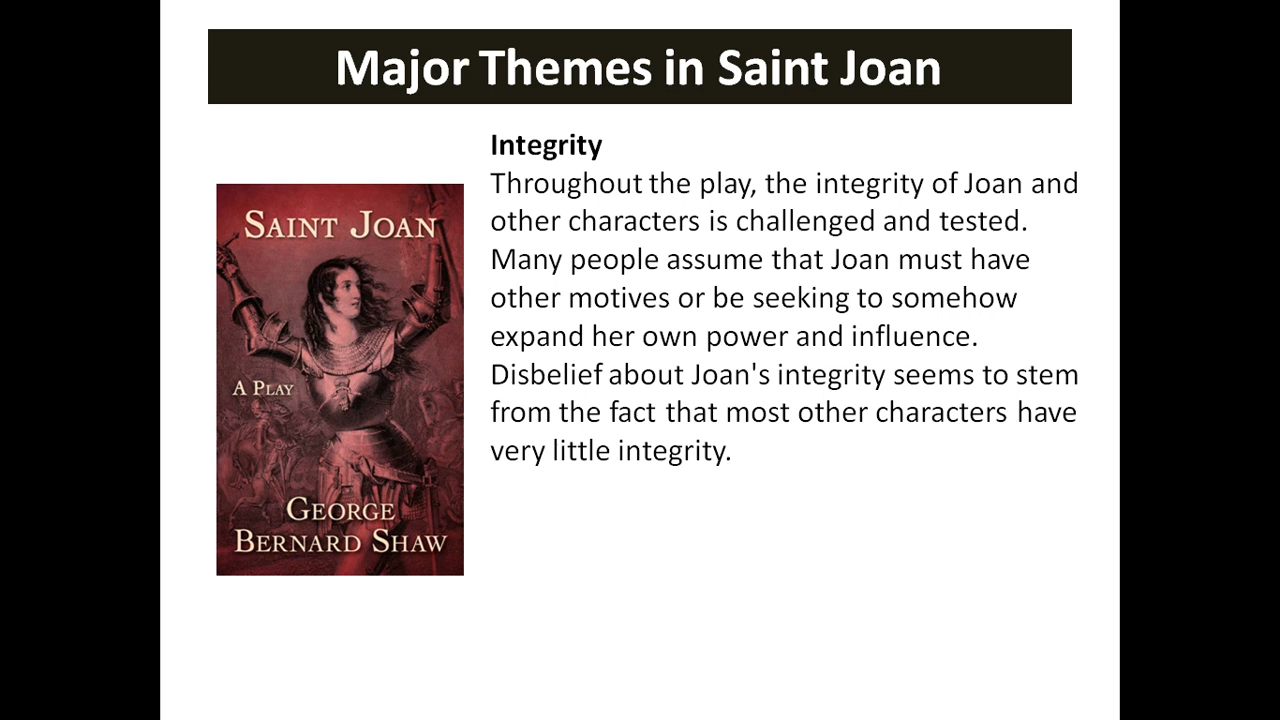 Major Themes in Saint Joan
Integrity
Throughout the play, the integrity of Joan and
other characters is challenged and tested.
Many people assume that Joan must have
other motives or be seeking to somehow
expand her own power and influence.
Disbelief about Joan's integrity seems to stem
from the fact that most other characters have
very little integrity.
SAINT JOAN
A PLAY
GEORGE
BERNARD SHAW